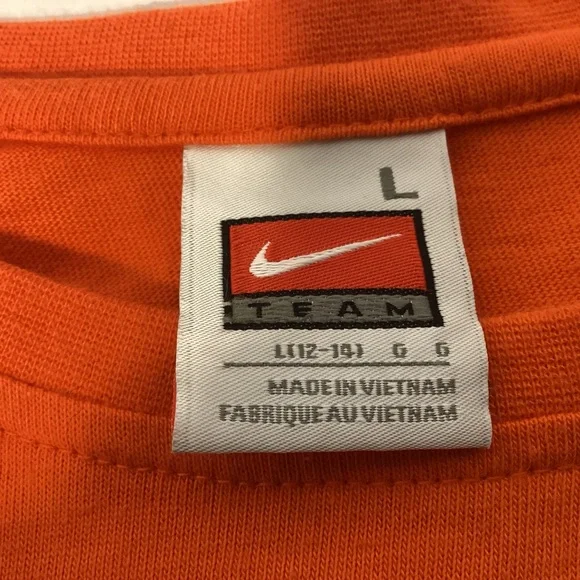 L
TEAM
L(12-14) G G
MADE IN VIETNAM
FABRIQUE AU VIETNAM